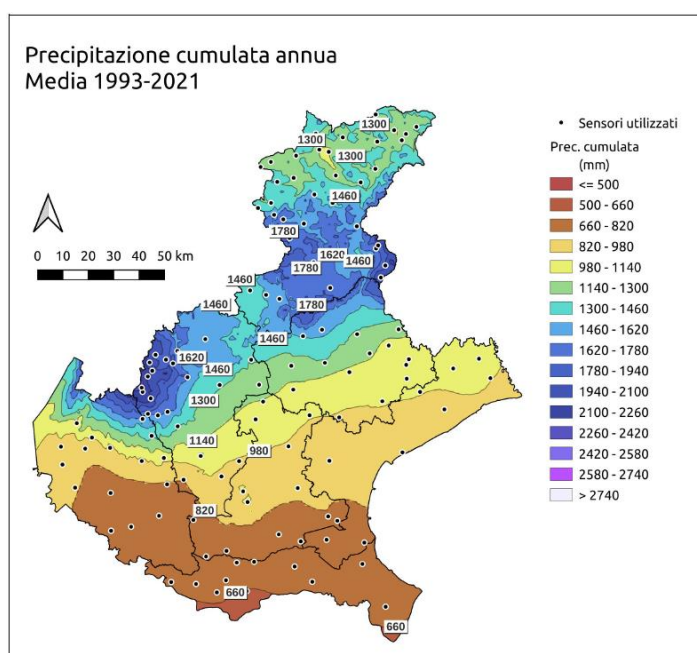 Precipitazione cumulata annua
Media 1993-2021
1300
1300
1300
1460
1780
1620
1780
1460
1460
1780
1460
1460
1620
1460
1300
1140
980
820
660
660
0 10 20 30 40 50 km
Sensori utilizzati
Prec. cumulata
(mm)
<= 500
500 - 660
660 - 820
820 - 980
980 - 1140
1140 - 1300
1300 - 1460
1460 - 1620
1620 - 1780
1780 - 1940
1940 - 2100
2100 - 2260
2260 - 2420
2420 - 2580
2580 - 2740
> 2740